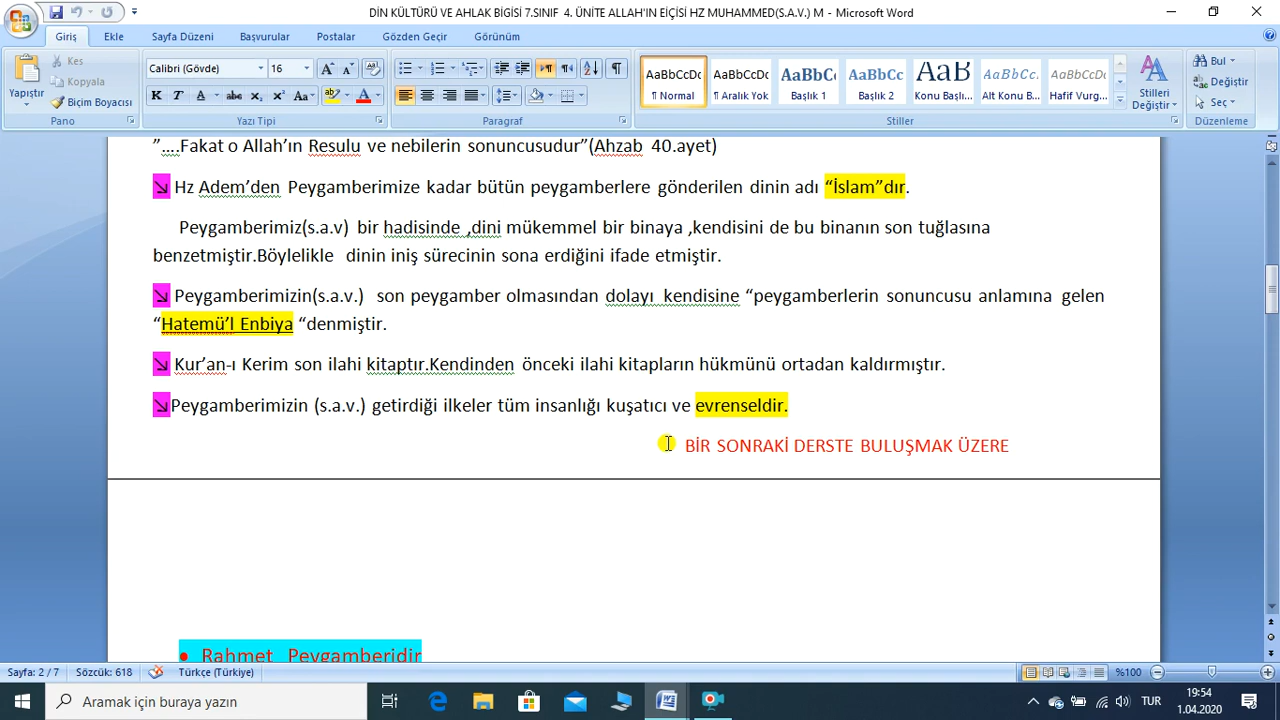 DİN KÜLTÜRÜ VE AHLAK BİGİSİ 7.SINIF 4. ÜNİTE ALLAH'IN EİÇİSİ HZ MUHAMMED(S.A.V.) M - Microsoft Word
Giriş Ekle Sayfa Düzeni Başvurular Postalar Gözden Geçir Görünüm
Yapıştır
Kes
Kopyala
Biçim Boyacısı
Pano
Calibri (Gövde) 16
K T A abe x₂ x² Aa
Yazı Tipi
Paragraf
AaBbCcDc AaBbCcDc AaBbC AaBbCc AaB AaBbCc. AaBbCcDc
¶ Normal ¶ Aralık Yok Başlık 1 Başlık 2 Konu Başlı... Alt Konu B... Hafif Vurg...
Stilleri Değiştir
Stiller
Bul
Değiştir
Seç
Düzenleme
”....Fakat o Allah’ın Resulu ve nebilerin sonuncusudur”(Ahzab 40.ayet)
↘ Hz Adem’den Peygamberimize kadar bütün peygamberlere gönderilen dinin adı “İslam”dır.
Peygamberimiz(s.a.v) bir hadisinde ,dini mükemmel bir binaya ,kendisini de bu binanın son tuğlasına
benzetmiştir.Böylelikle dinin iniş sürecinin sona erdiğini ifade etmiştir.
↘ Peygamberimizin(s.a.v.) son peygamber olmasından dolayı kendisine “peygamberlerin sonuncusu anlamına gelen
“Hatemü’l Enbiya “denmiştir.
↘ Kur’an-ı Kerim son ilahi kitaptır.Kendinden önceki ilahi kitapların hükmünü ortadan kaldırmıştır.
↘Peygamberimizin (s.a.v.) getirdiği ilkeler tüm insanlığı kuşatıcı ve evrenseldir.
BİR SONRAKİ DERSTE BULUŞMAK ÜZERE
• Rahmet Peygamberidir
Sayfa: 2 / 7 Sözcük: 618 Türkçe (Türkiye) %100
Aramak için buraya yazın
TUR
19:54
1.04.2020